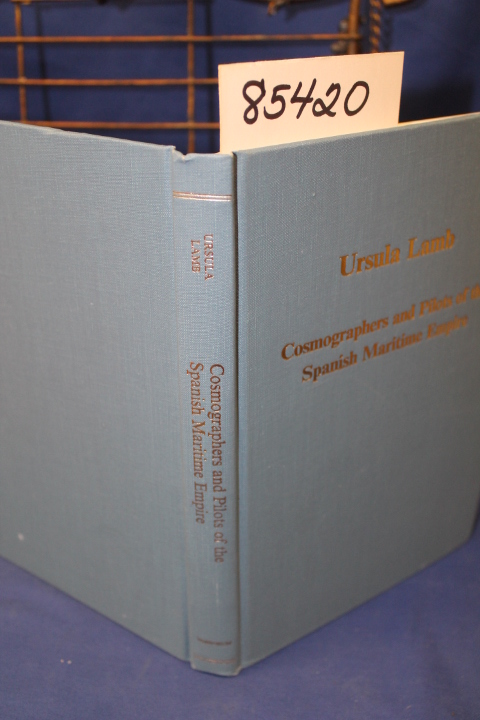 85420
URSULA
LAMB
Cosmographers and Pilots of the
Spanish Maritime Empire
Ursula Lamb
Cosmographers and Pilots of
Spanish Maritime Empire